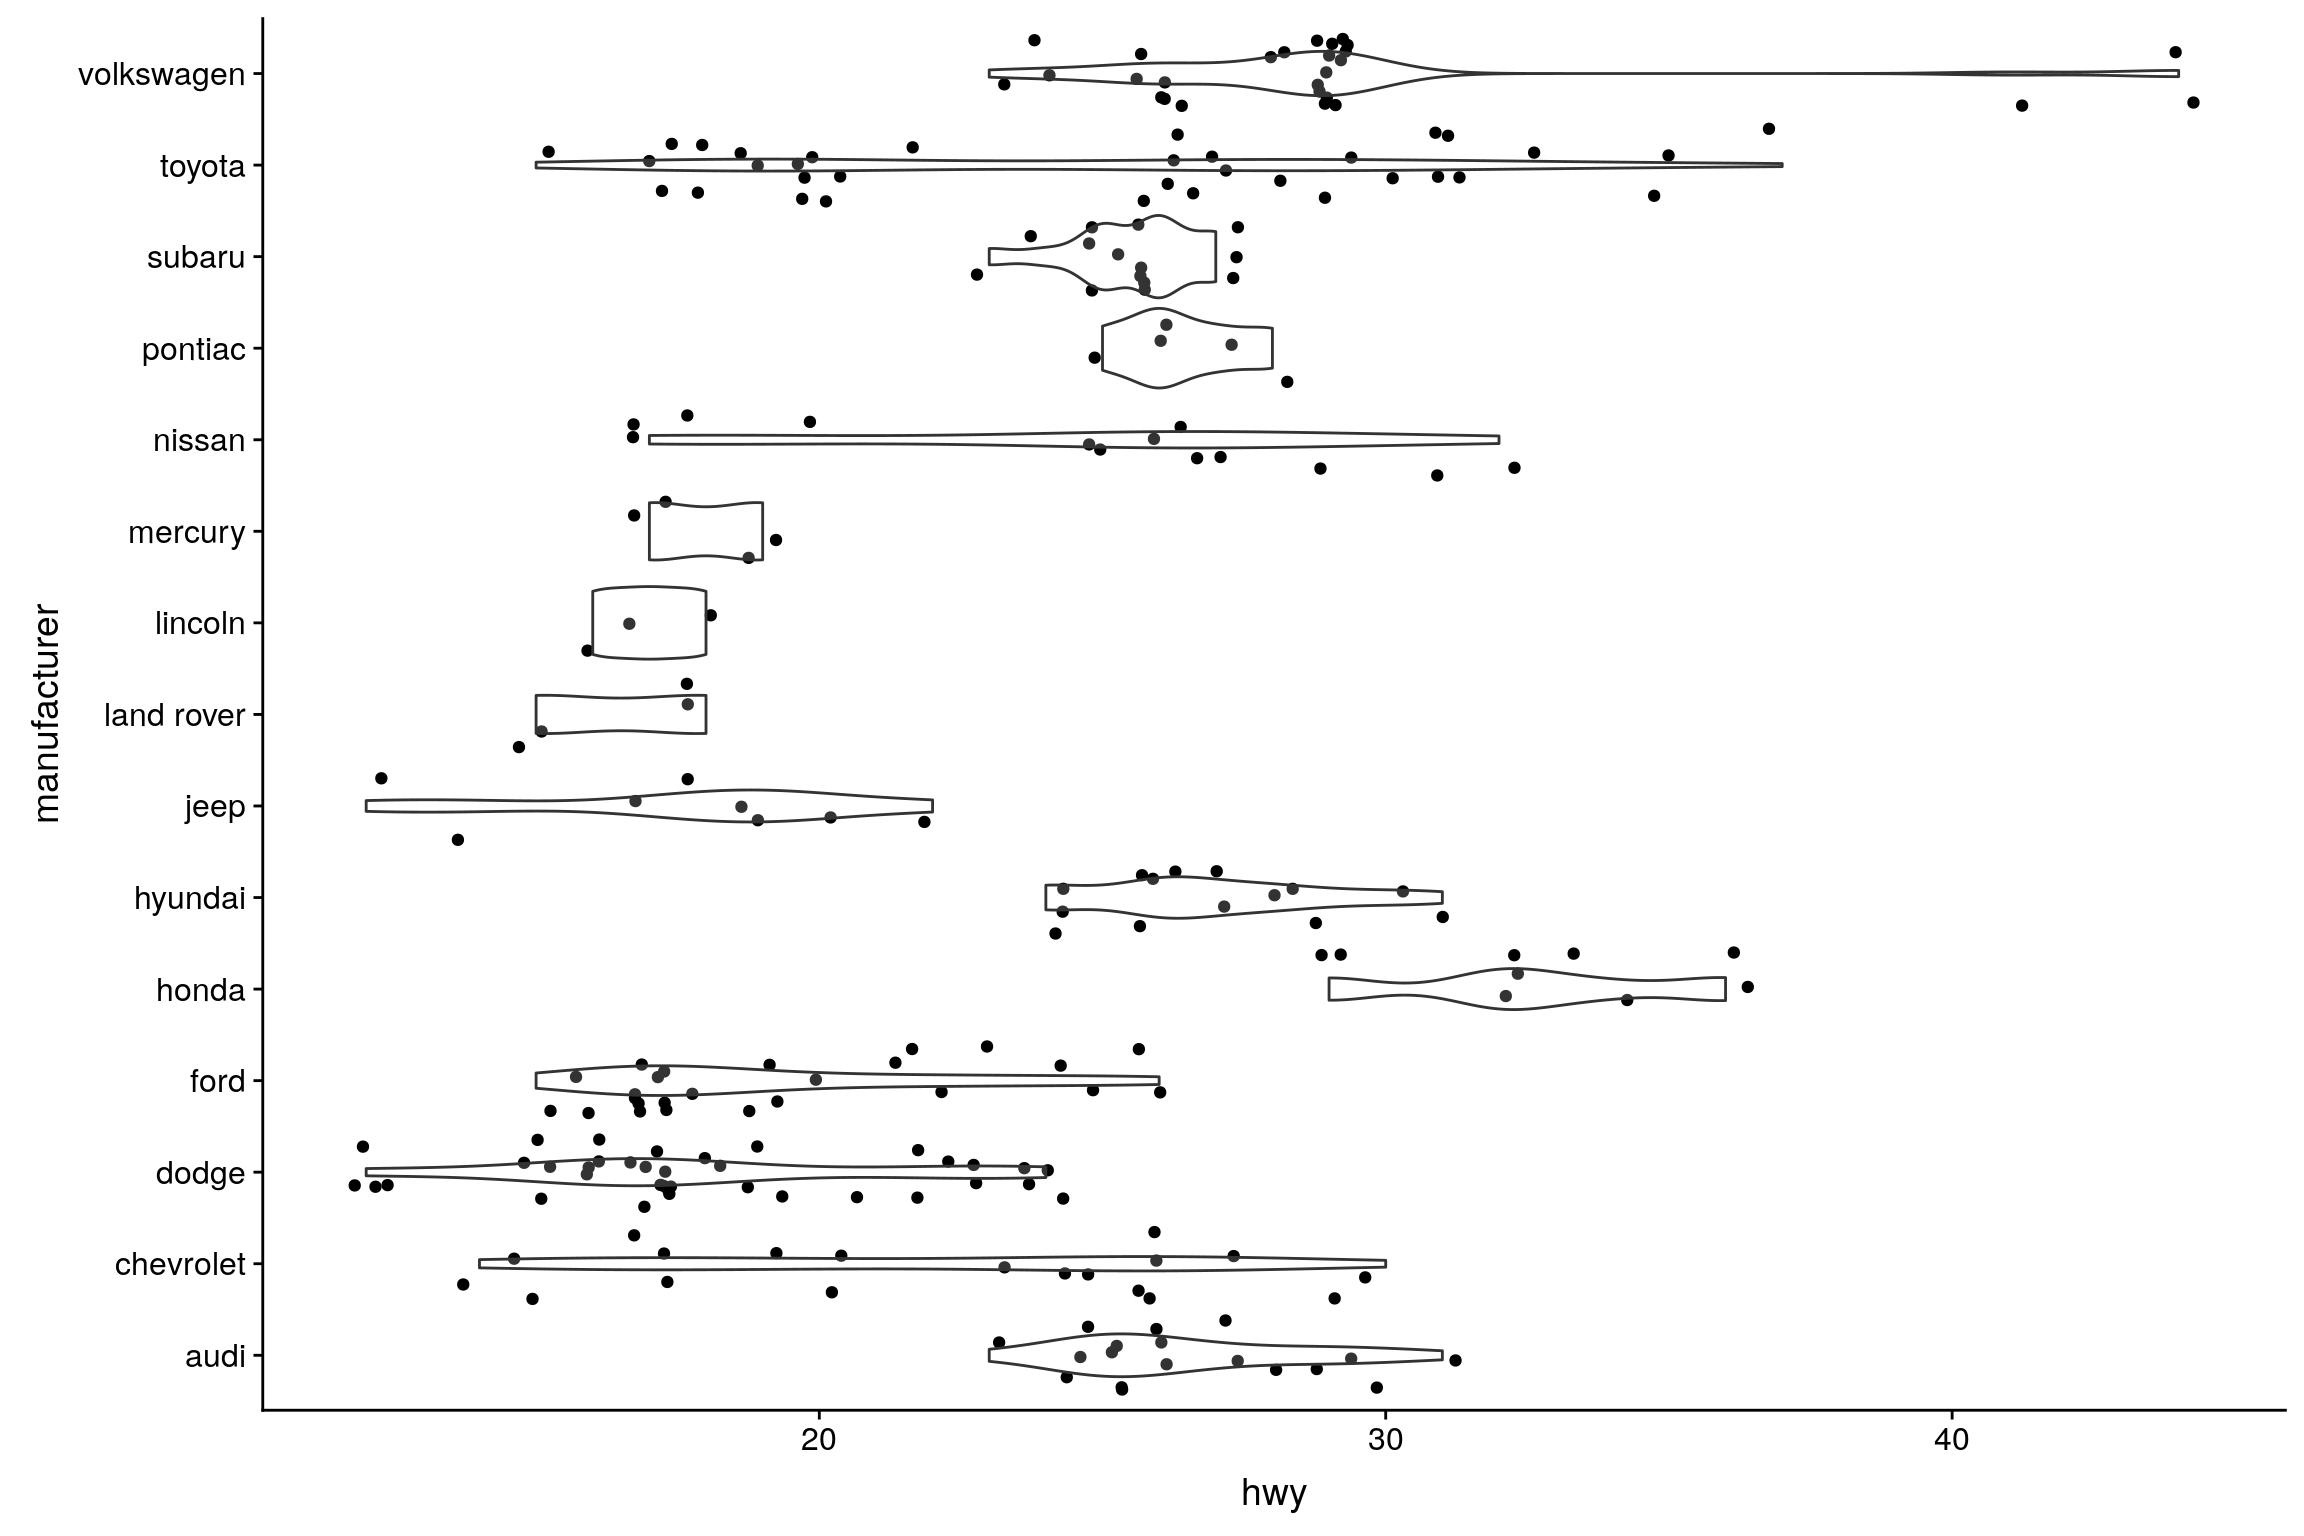 volkswagen
toyota
subaru
pontiac
nissan
mercury
lincoln
land rover
jeep
hyundai
honda
ford
dodge
chevrolet
audi
manufacturer
20 30 40
hwy